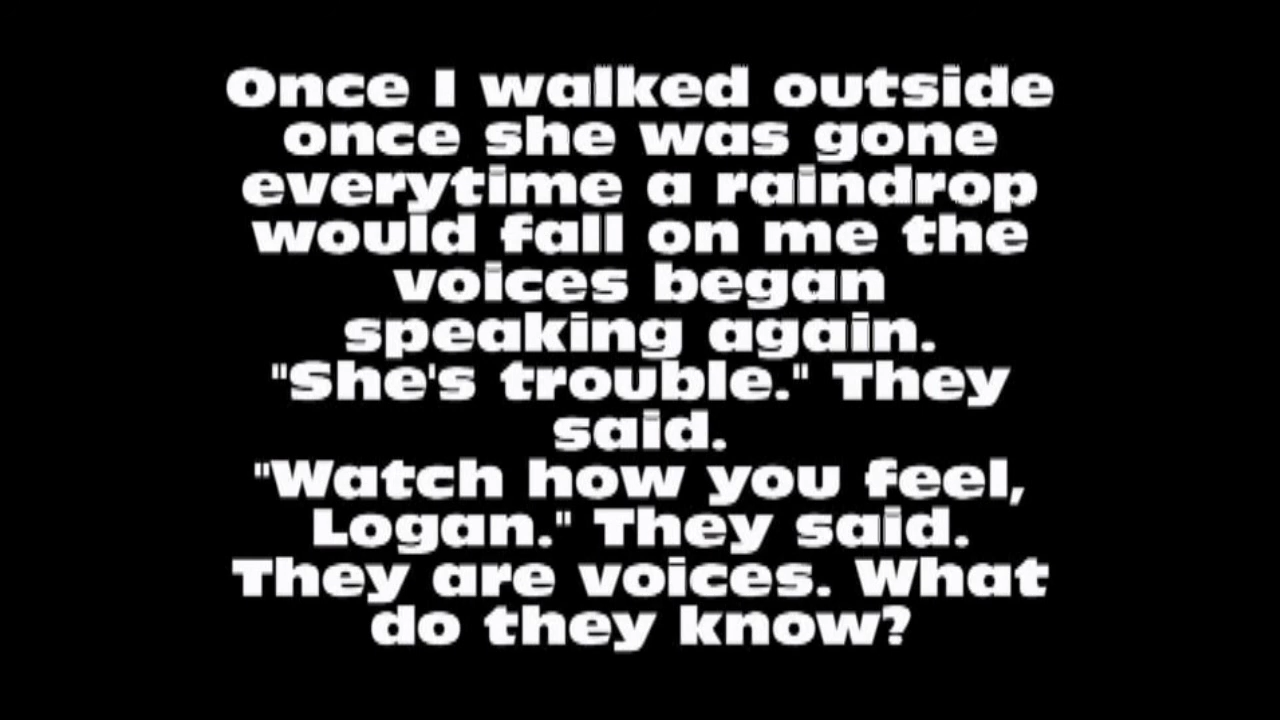 Once I walked outside
once she was gone
everytime a raindrop
would fall on me the
voices began
speaking again.
"She's trouble." They
said.
"Watch how you feel,
Logan." They said.
They are voices. What
do they know?